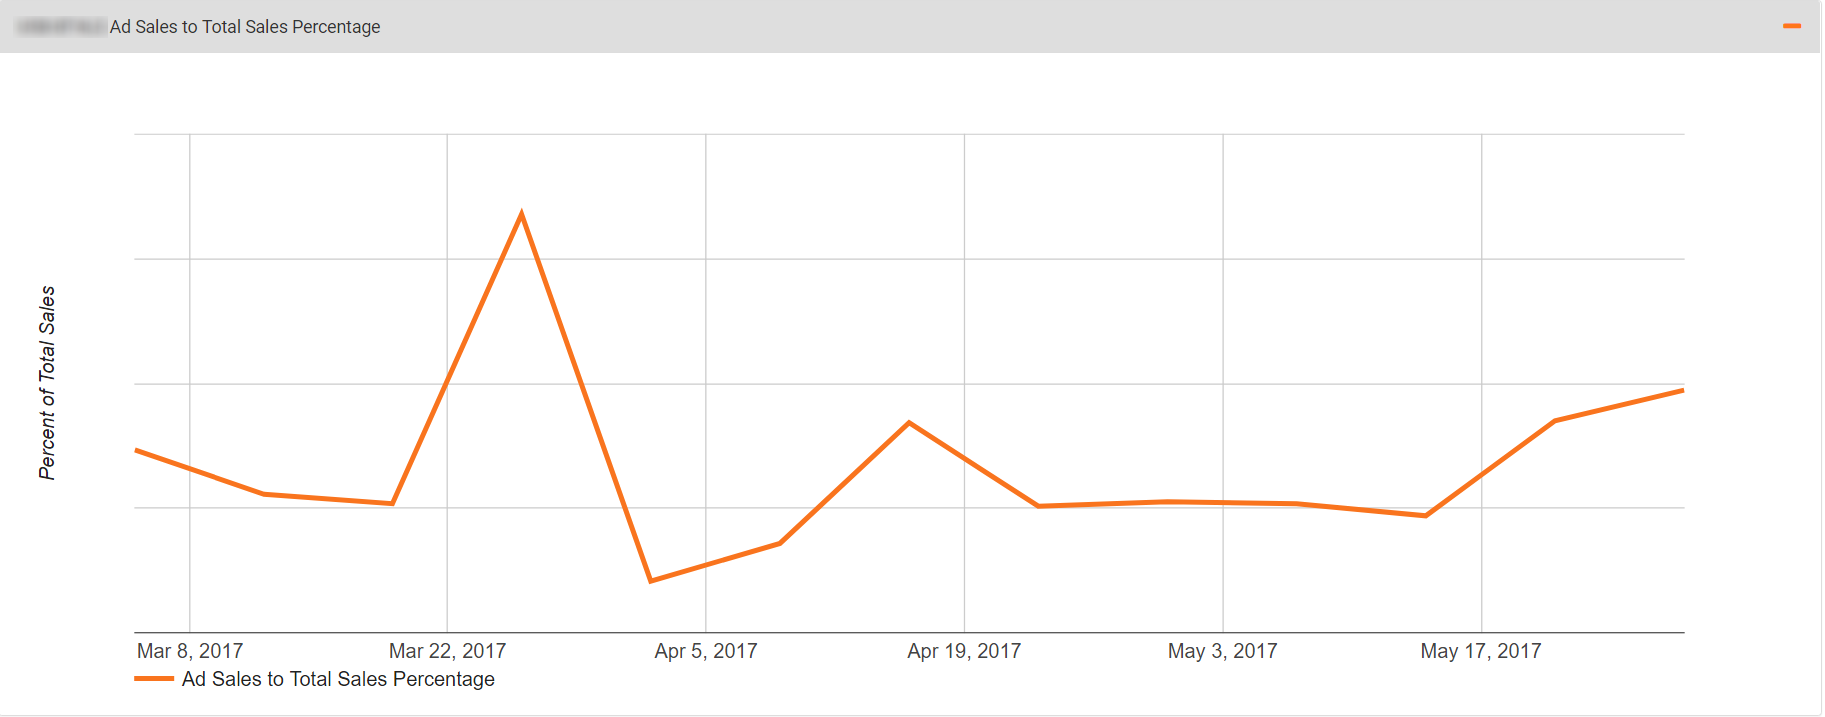 Ad Sales to Total Sales Percentage
Percent of Total Sales
Mar 8, 2017 Mar 22, 2017 Apr 5, 2017 Apr 19, 2017 May 3, 2017 May 17, 2017
Ad Sales to Total Sales Percentage